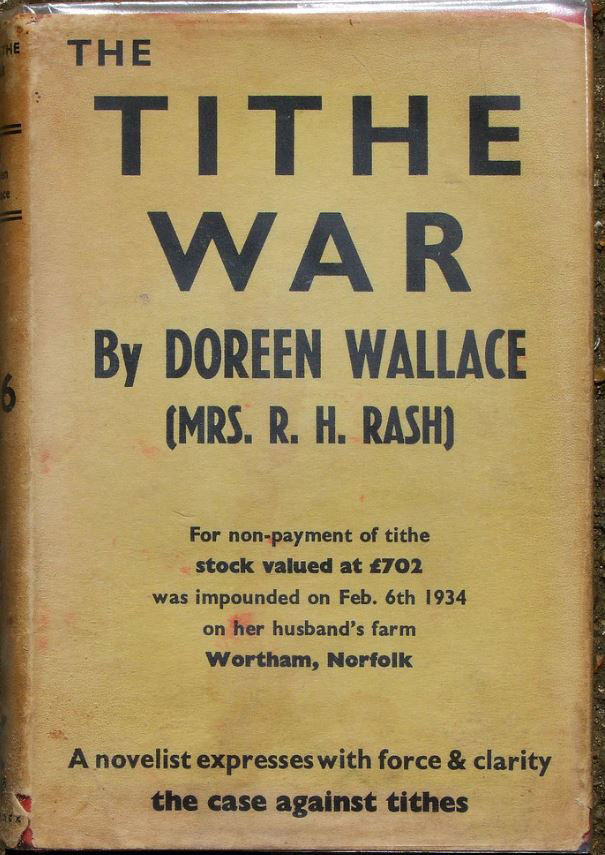 THE
TITHE
WAR
By DOREEN WALLACE
(MRS. R. H. RASH)
For non-payment of tithe
stock valued at £702
was impounded on Feb. 6th 1934
on her husband's farm
Wortham, Norfolk
A novelist expresses with force & clarity
the case against tithes
6